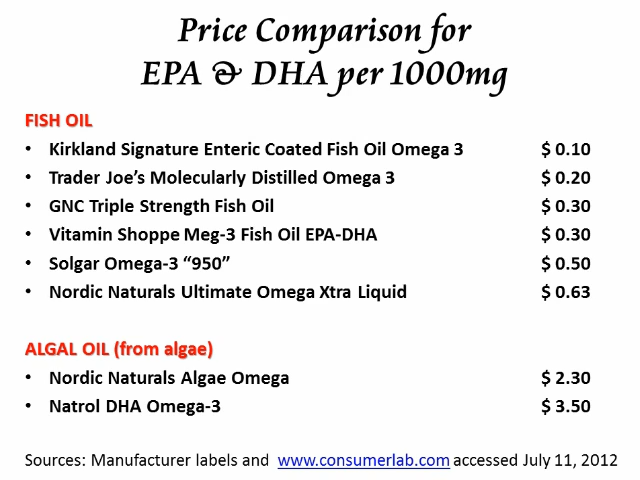 Price Comparison for
EPA & DHA per 1000mg
FISH OIL
• Kirkland Signature Enteric Coated Fish Oil Omega 3 $ 0.10
• Trader Joe’s Molecularly Distilled Omega 3 $ 0.20
• GNC Triple Strength Fish Oil $ 0.30
• Vitamin Shoppe Meg-3 Fish Oil EPA-DHA $ 0.30
• Solgar Omega-3 “950” $ 0.50
• Nordic Naturals Ultimate Omega Xtra Liquid $ 0.63
ALGAL OIL (from algae)
• Nordic Naturals Algae Omega $ 2.30
• Natrol DHA Omega-3 $ 3.50
Sources: Manufacturer labels and www.consumerlab.com accessed July 11, 2012